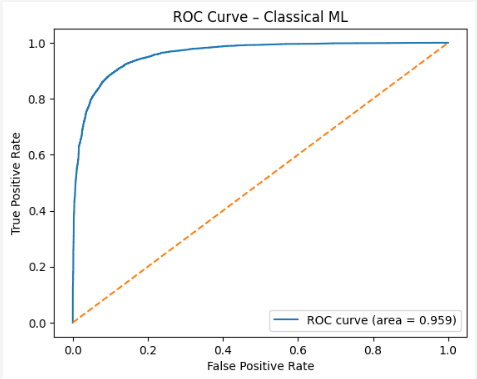 ROC Curve – Classical ML
1.0
0.8
0.6
0.4
0.2
0.0
True Positive Rate
ROC curve (area = 0.959)
0.0 0.2 0.4 0.6 0.8 1.0
False Positive Rate